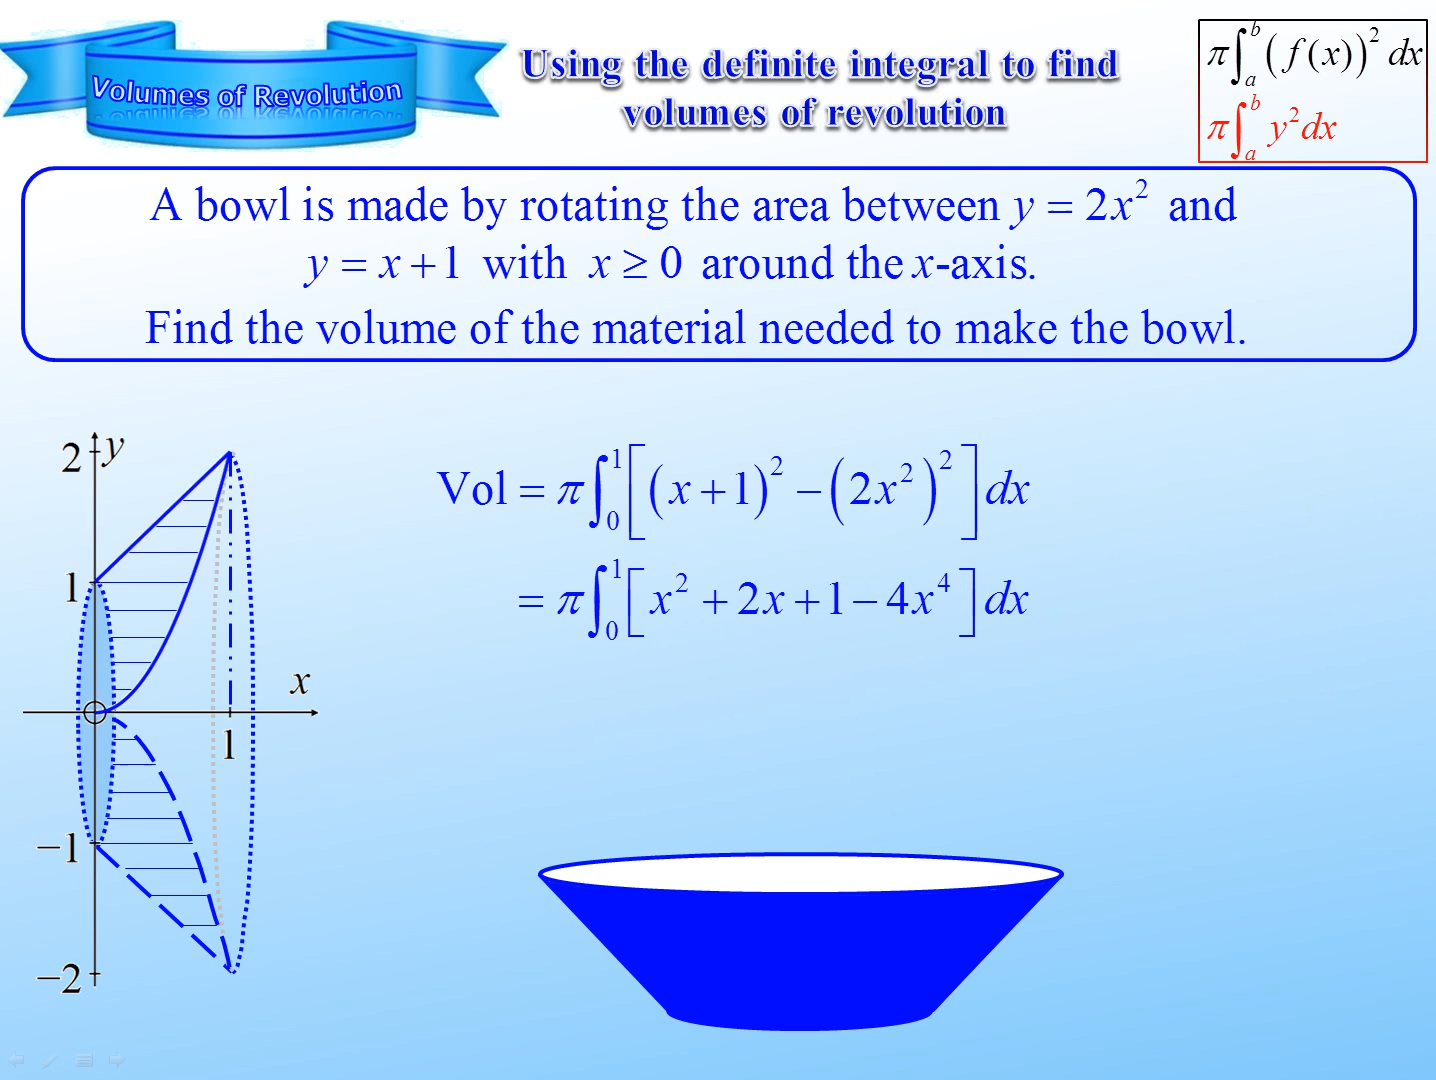 Volumes of Revolution
Using the definite integral to find
volumes of revolution
π∫ₐᵇ (f(x))² dx
π∫ₐᵇ y² dx
A bowl is made by rotating the area between y = 2x² and
y = x + 1 with x ≥ 0 around the x-axis.
Find the volume of the material needed to make the bowl.
2 y
1
x
1
−1
−2
Vol = π∫₀¹ [(x + 1)² − (2x²)²] dx
= π∫₀¹ [x² + 2x + 1 − 4x⁴] dx